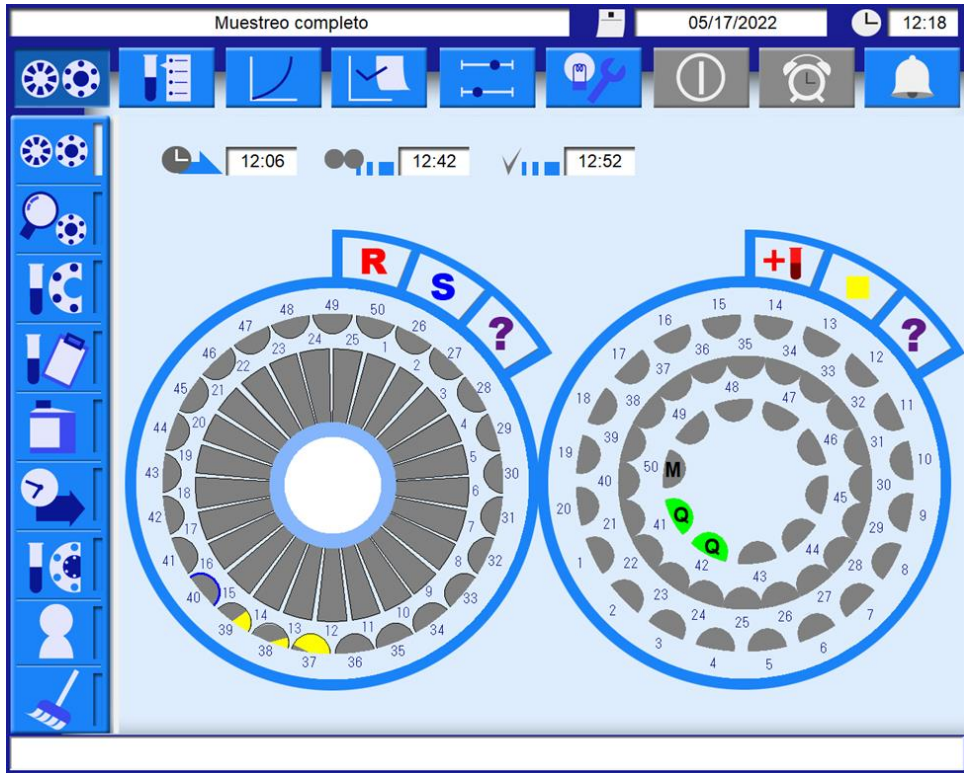 Muestreo completo 05/17/2022 12:18
12:06 12:42 12:52
R S ?
+ ?
49 50 26 27 28 29 30 31 32 33 34 35 36 37 38 39 40 41 42 43 44 45 46 47 48
25 1 2 3 4 5 6 7 8 9 10 11 12 13 14 15 16 17 18 19 20 21 22 23 24
15 14 13 12 11 10 9 8 7 6 5 4 3 2 1 20 19 18 17 16
36 35 34 33 32 31 30 29 28 27 26 25 24 23 22 21 40 39 38 37
48 47 46 45 44 43 42 41 50 49
M
Q
Q